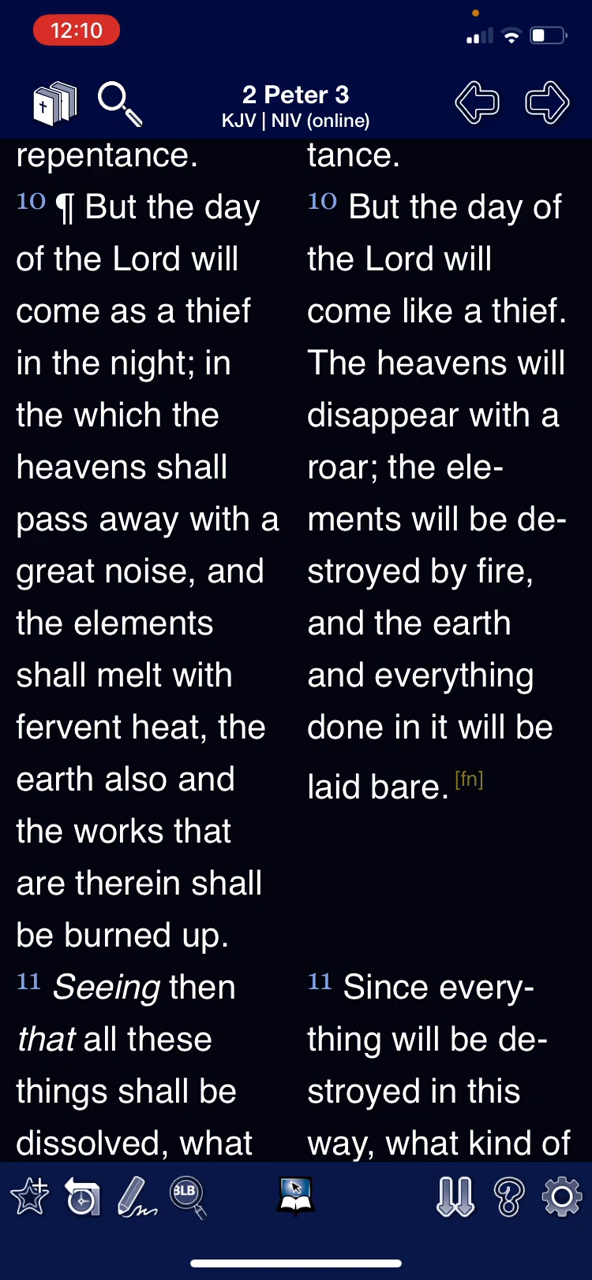 12:10
2 Peter 3
KJV | NIV (online)
repentance.
10 ¶ But the day
of the Lord will
come as a thief
in the night; in
the which the
heavens shall
pass away with a
great noise, and
the elements
shall melt with
fervent heat, the
earth also and
the works that
are therein shall
be burned up.
11 Seeing then
that all these
things shall be
dissolved, what
tance.
10 But the day of
the Lord will
come like a thief.
The heavens will
disappear with a
roar; the ele-
ments will be de-
stroyed by fire,
and the earth
and everything
done in it will be
laid bare. [fn]
11 Since every-
thing will be de-
stroyed in this
way, what kind of
BLB